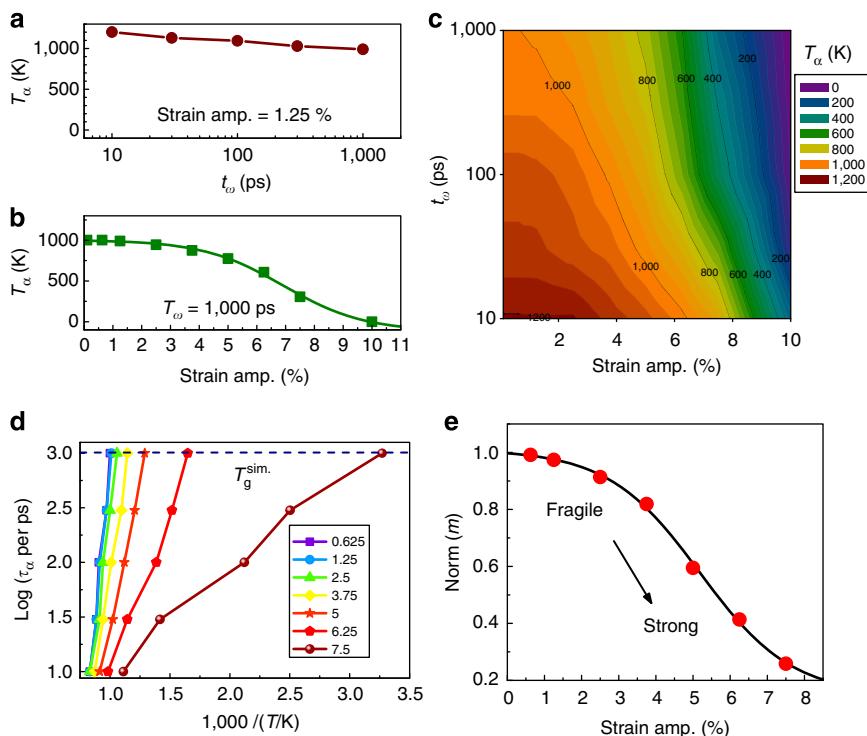 a
1,000
500
0
T_α (K)
Strain amp. = 1.25 %
10 100 1,000
t_ω (ps)
b
1000
500
0
T_α (K)
T_ω = 1,000 ps
0 1 2 3 4 5 6 7 8 9 10 11
Strain amp. (%)
c
1,000
100
10
t_ω (ps)
1,000 800 600 400 200
1,000 800 600 400 200
1200
2 4 6 8 10
Strain amp. (%)
T_α (K)
0
200
400
600
800
1,000
1,200
d
3.0
2.5
2.0
1.5
1.0
Log (τ_α per ps)
T_g^sim.
0.625
1.25
2.5
3.75
5
6.25
7.5
1.0 1.5 2.0 2.5 3.0 3.5
1,000 /(T/K)
e
1.0
0.8
0.6
0.4
0.2
Norm (m)
Fragile
Strong
0 1 2 3 4 5 6 7 8
Strain amp. (%)